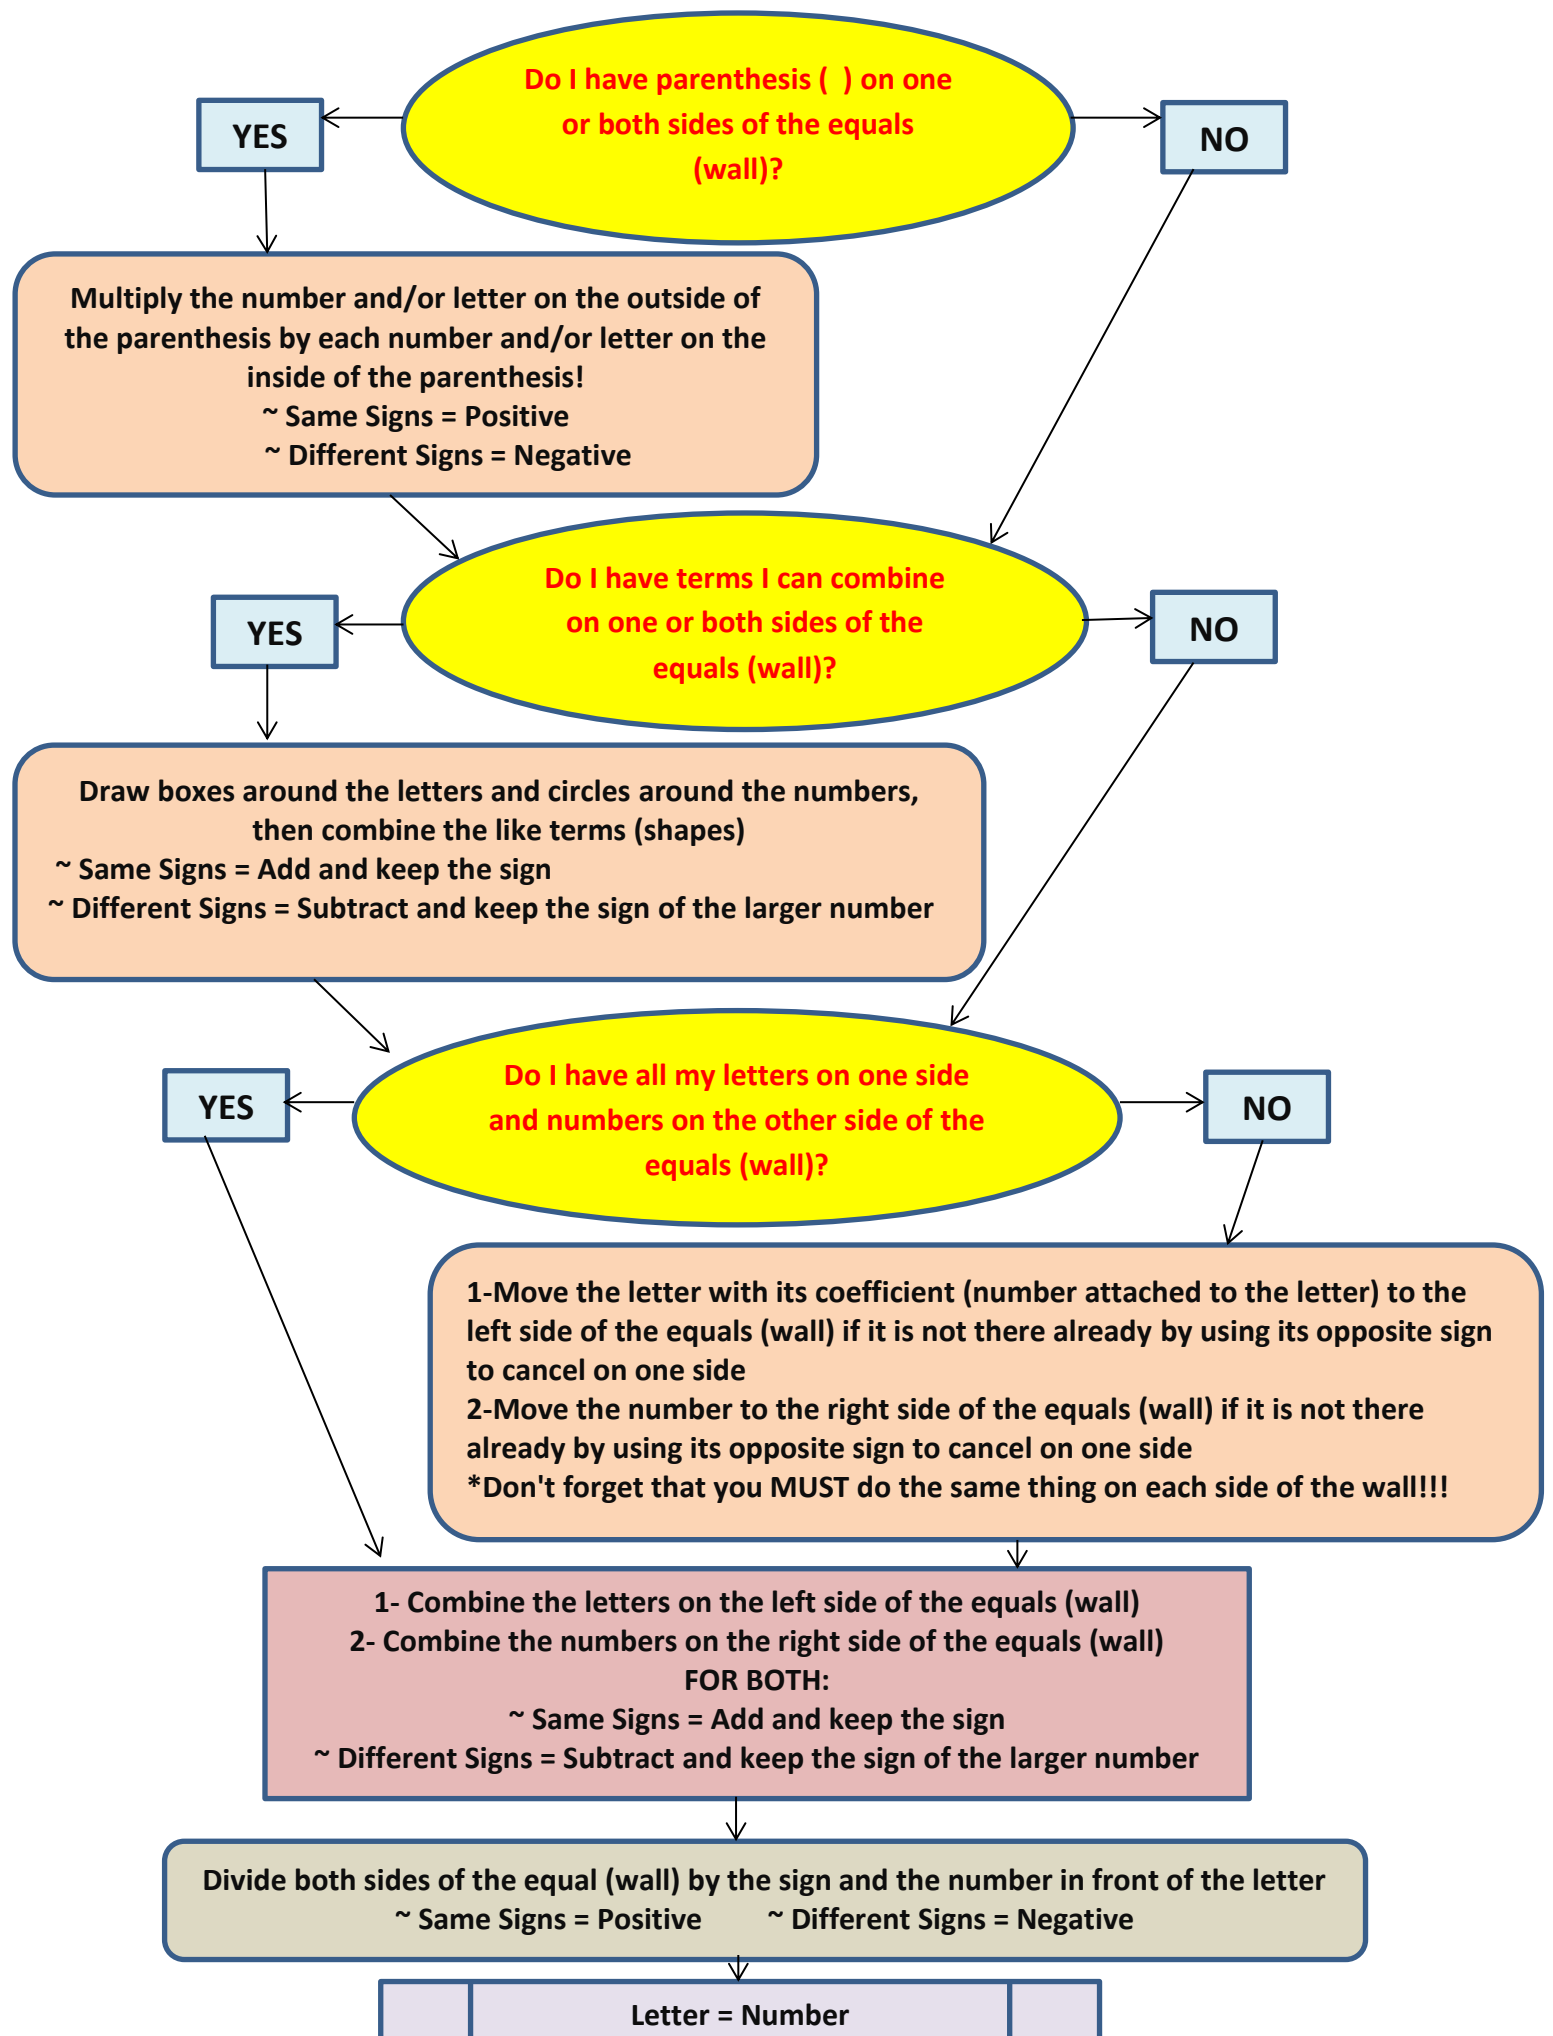 Do I have parenthesis (  ) on one
or both sides of the equals
(wall)?
YES
NO
Multiply the number and/or letter on the outside of
the parenthesis by each number and/or letter on the
inside of the parenthesis!
~ Same Signs = Positive
~ Different Signs = Negative
Do I have terms I can combine
on one or both sides of the
equals (wall)?
YES
NO
Draw boxes around the letters and circles around the numbers,
then combine the like terms (shapes)
~ Same Signs = Add and keep the sign
~ Different Signs = Subtract and keep the sign of the larger number
Do I have all my letters on one side
and numbers on the other side of the
equals (wall)?
YES
NO
1-Move the letter with its coefficient (number attached to the letter) to the
left side of the equals (wall) if it is not there already by using its opposite sign
to cancel on one side
2-Move the number to the right side of the equals (wall) if it is not there
already by using its opposite sign to cancel on one side
*Don't forget that you MUST do the same thing on each side of the wall!!!
1- Combine the letters on the left side of the equals (wall)
2- Combine the numbers on the right side of the equals (wall)
FOR BOTH:
~ Same Signs = Add and keep the sign
~ Different Signs = Subtract and keep the sign of the larger number
Divide both sides of the equal (wall) by the sign and the number in front of the letter
~ Same Signs = Positive ~ Different Signs = Negative
Letter = Number